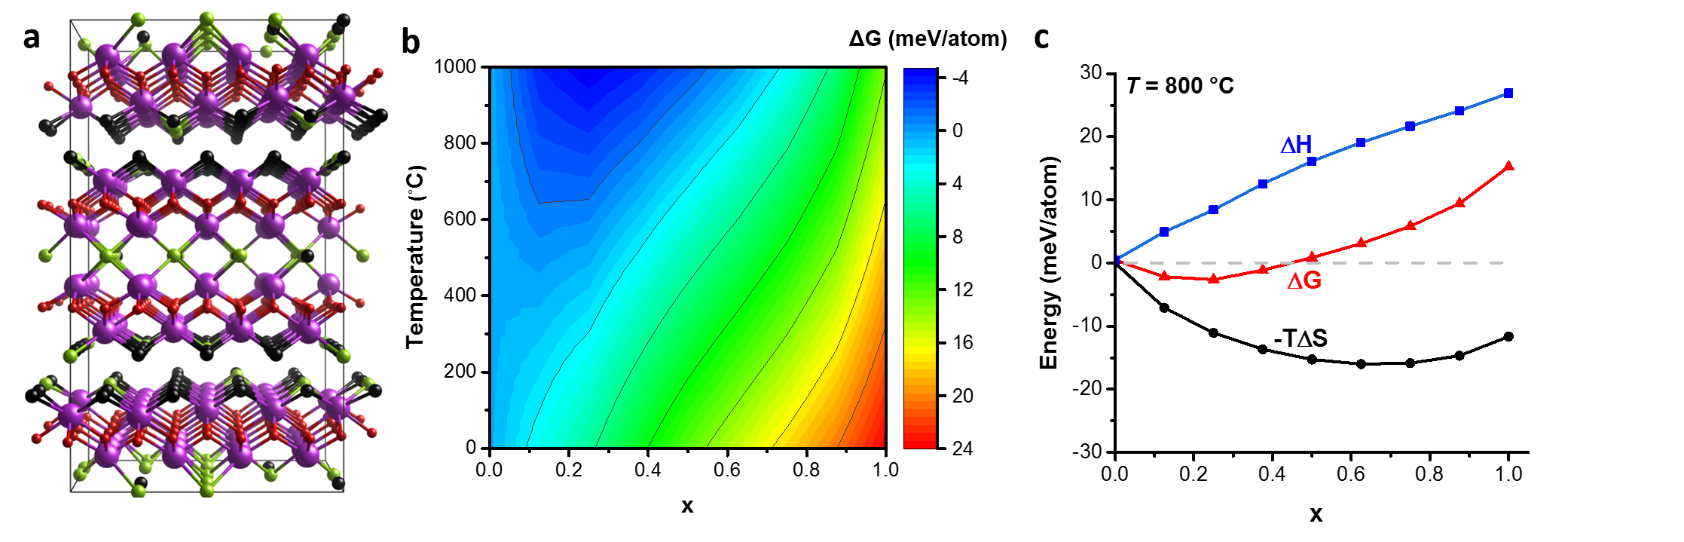 a
b
ΔG (meV/atom)
c
1000
800
600
400
200
0
Temperature (°C)
0.0
0.2
0.4
0.6
0.8
1.0
x
-4
0
4
8
12
16
20
24
T = 800 °C
30
20
10
0
-10
-20
-30
Energy (meV/atom)
ΔH
ΔG
-TΔS
0.0
0.2
0.4
0.6
0.8
1.0
x